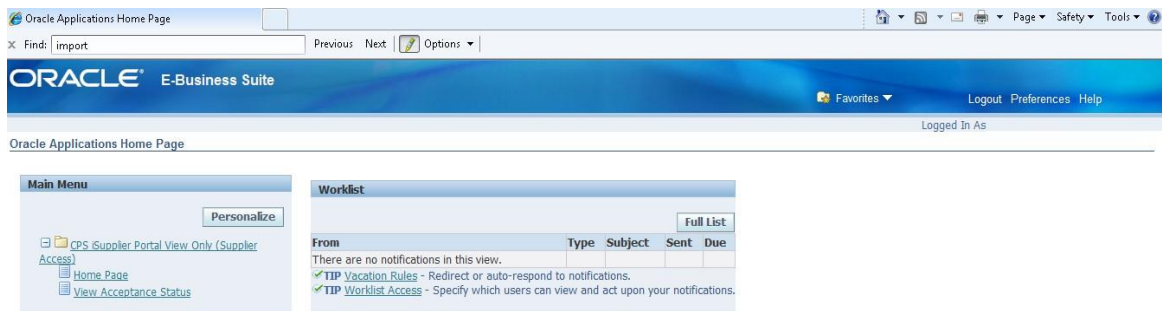 Oracle Applications Home Page
Page Safety Tools
x Find: import Previous Next Options
ORACLE E-Business Suite
Favorites Logout Preferences Help
Logged In As
Oracle Applications Home Page
Main Menu
Personalize
CPS iSupplier Portal View Only (Supplier
Access)
Home Page
View Acceptance Status
Worklist
Full List
From Type Subject Sent Due
There are no notifications in this view.
TIP Vacation Rules - Redirect or auto-respond to notifications.
TIP Worklist Access - Specify which users can view and act upon your notifications.